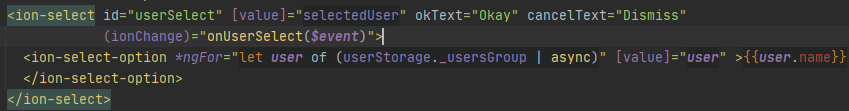 <ion-select id="userSelect" [value]="selectedUser" okText="Okay" cancelText="Dismiss"
(ionChange)="onUserSelect($event)">
<ion-select-option *ngFor="let user of (userStorage._usersGroup | async)" [value]="user" >{{user.name}}
</ion-select-option>
</ion-select>